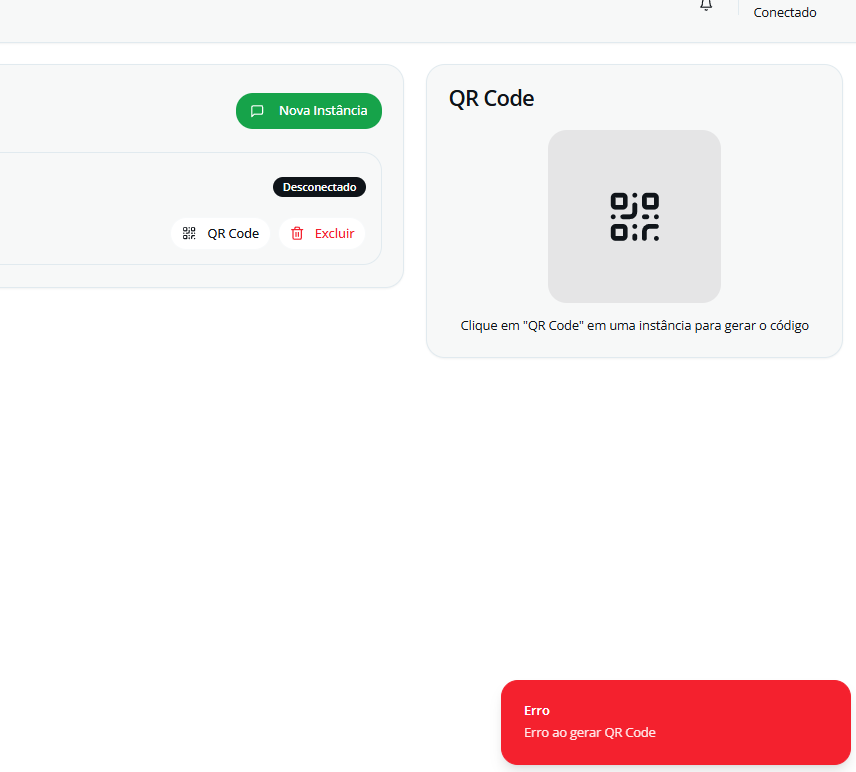 Conectado
Nova Instância
Desconectado
QR Code
Excluir
QR Code
Clique em "QR Code" em uma instância para gerar o código
Erro
Erro ao gerar QR Code